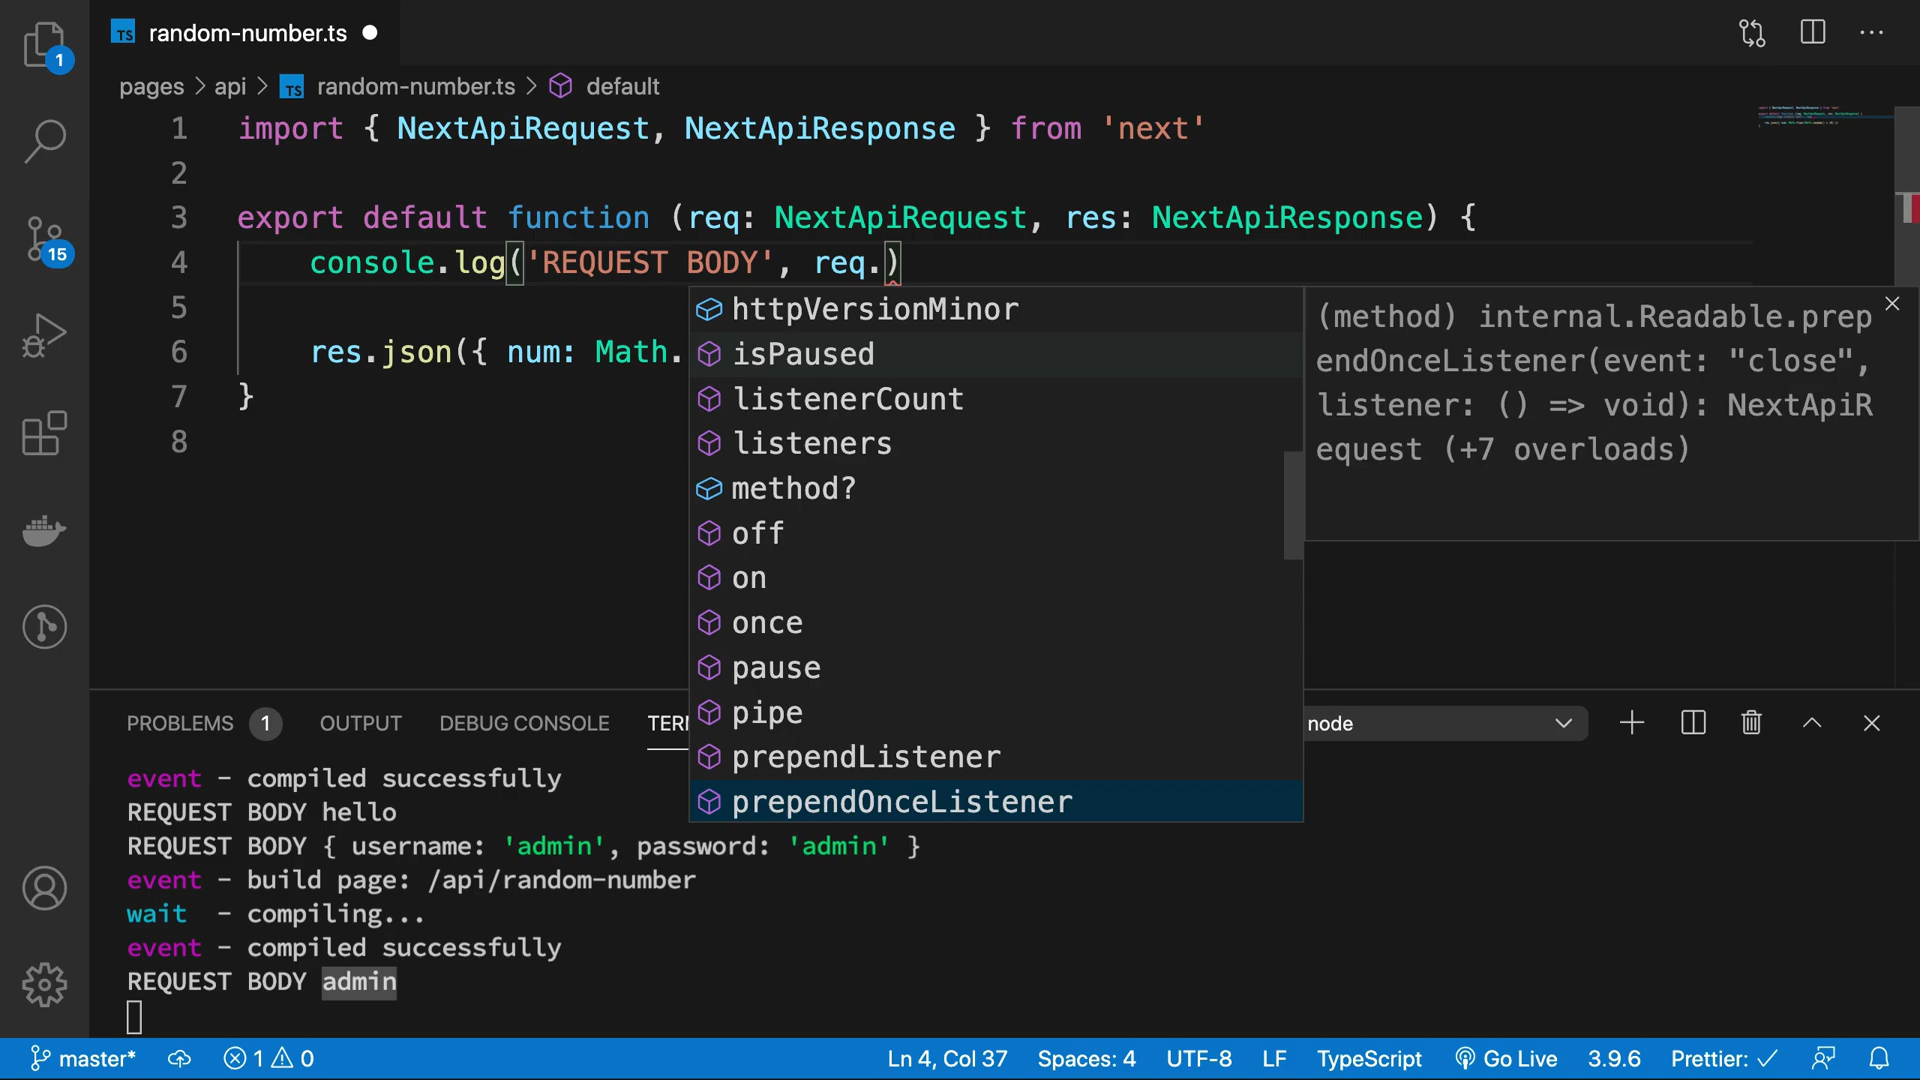 TS random-number.ts
pages > api > TS random-number.ts > default
1 import { NextApiRequest, NextApiResponse } from 'next'
2
3 export default function (req: NextApiRequest, res: NextApiResponse) {
4 console.log('REQUEST BODY', req.)
5
6 res.json({ num: Math.
7 }
8
httpVersionMinor
isPaused
listenerCount
listeners
method?
off
on
once
pause
pipe
prependListener
prependOnceListener
(method) internal.Readable.prep
endOnceListener(event: "close",
listener: () => void): NextApiR
equest (+7 overloads)
1
15
PROBLEMS 1 OUTPUT DEBUG CONSOLE TERM node
event - compiled successfully
REQUEST BODY hello
REQUEST BODY { username: 'admin', password: 'admin' }
event - build page: /api/random-number
wait - compiling...
event - compiled successfully
REQUEST BODY admin
master* 1 0 Ln 4, Col 37 Spaces: 4 UTF-8 LF TypeScript Go Live 3.9.6 Prettier: ✓